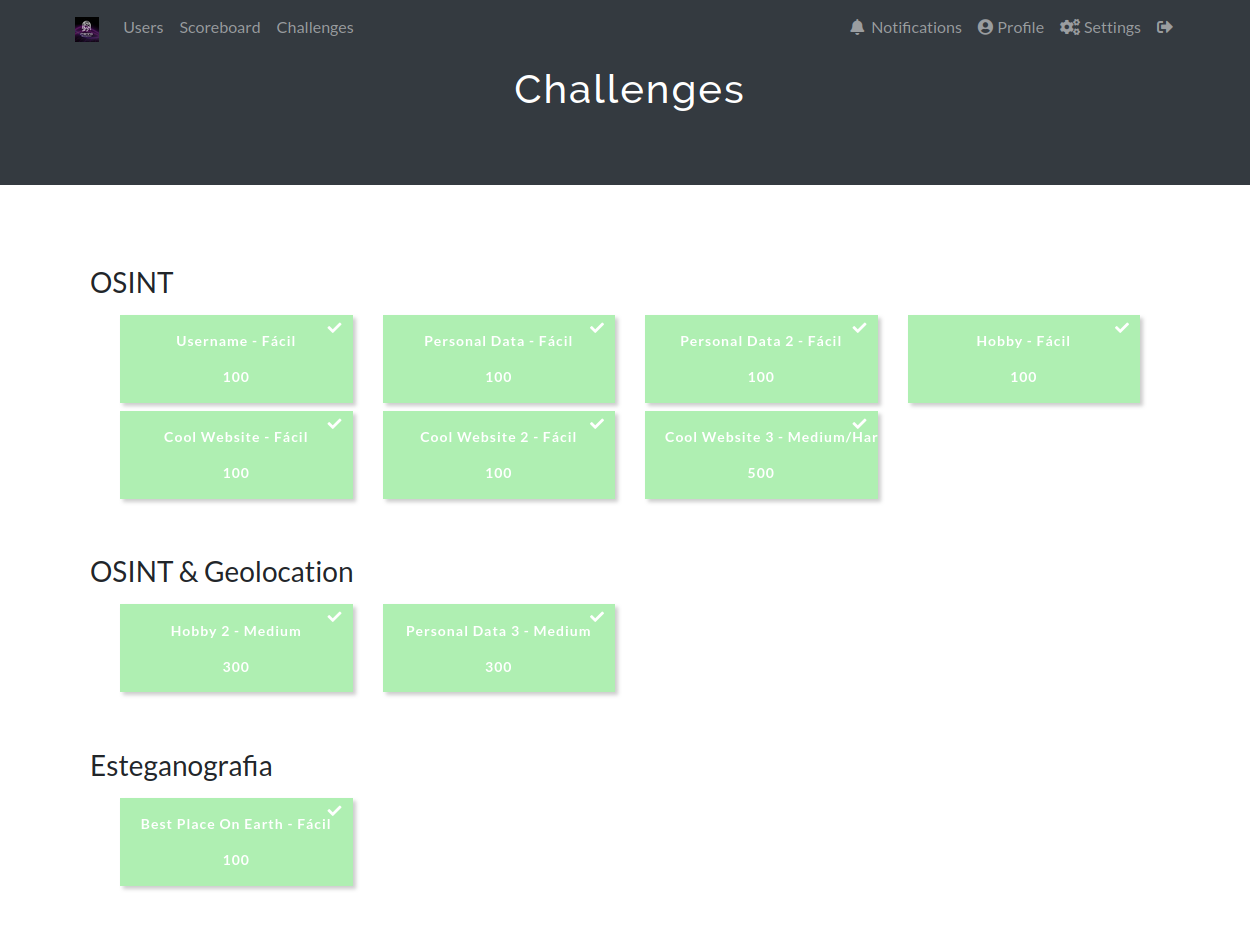 Users Scoreboard Challenges Notifications Profile Settings
Challenges
OSINT
Username - Fácil
100
Personal Data - Fácil
100
Personal Data 2 - Fácil
100
Hobby - Fácil
100
Cool Website - Fácil
100
Cool Website 2 - Fácil
100
Cool Website 3 - Medium/Har
500
OSINT & Geolocation
Hobby 2 - Medium
300
Personal Data 3 - Medium
300
Esteganografia
Best Place On Earth - Fácil
100